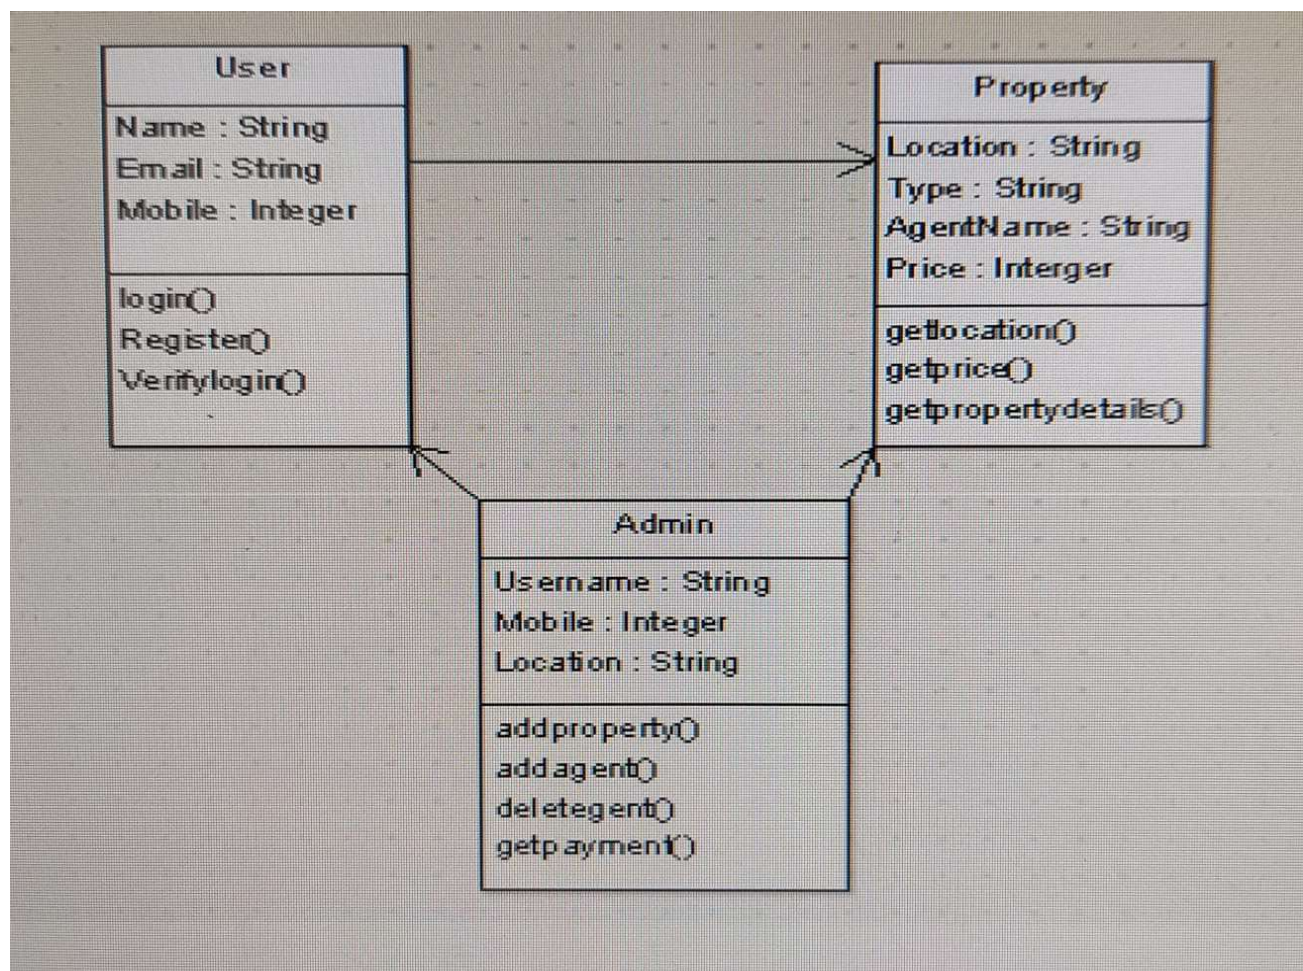 User
Name : String
Email : String
Mobile : Integer
login()
Register()
Verifylogin()
Property
Location : String
Type : String
AgentName : String
Price : Interger
getlocation()
getprice()
getpropertydetails()
Admin
Username : String
Mobile : Integer
Location : String
addproperty()
addagent()
deletegent()
getpayment()